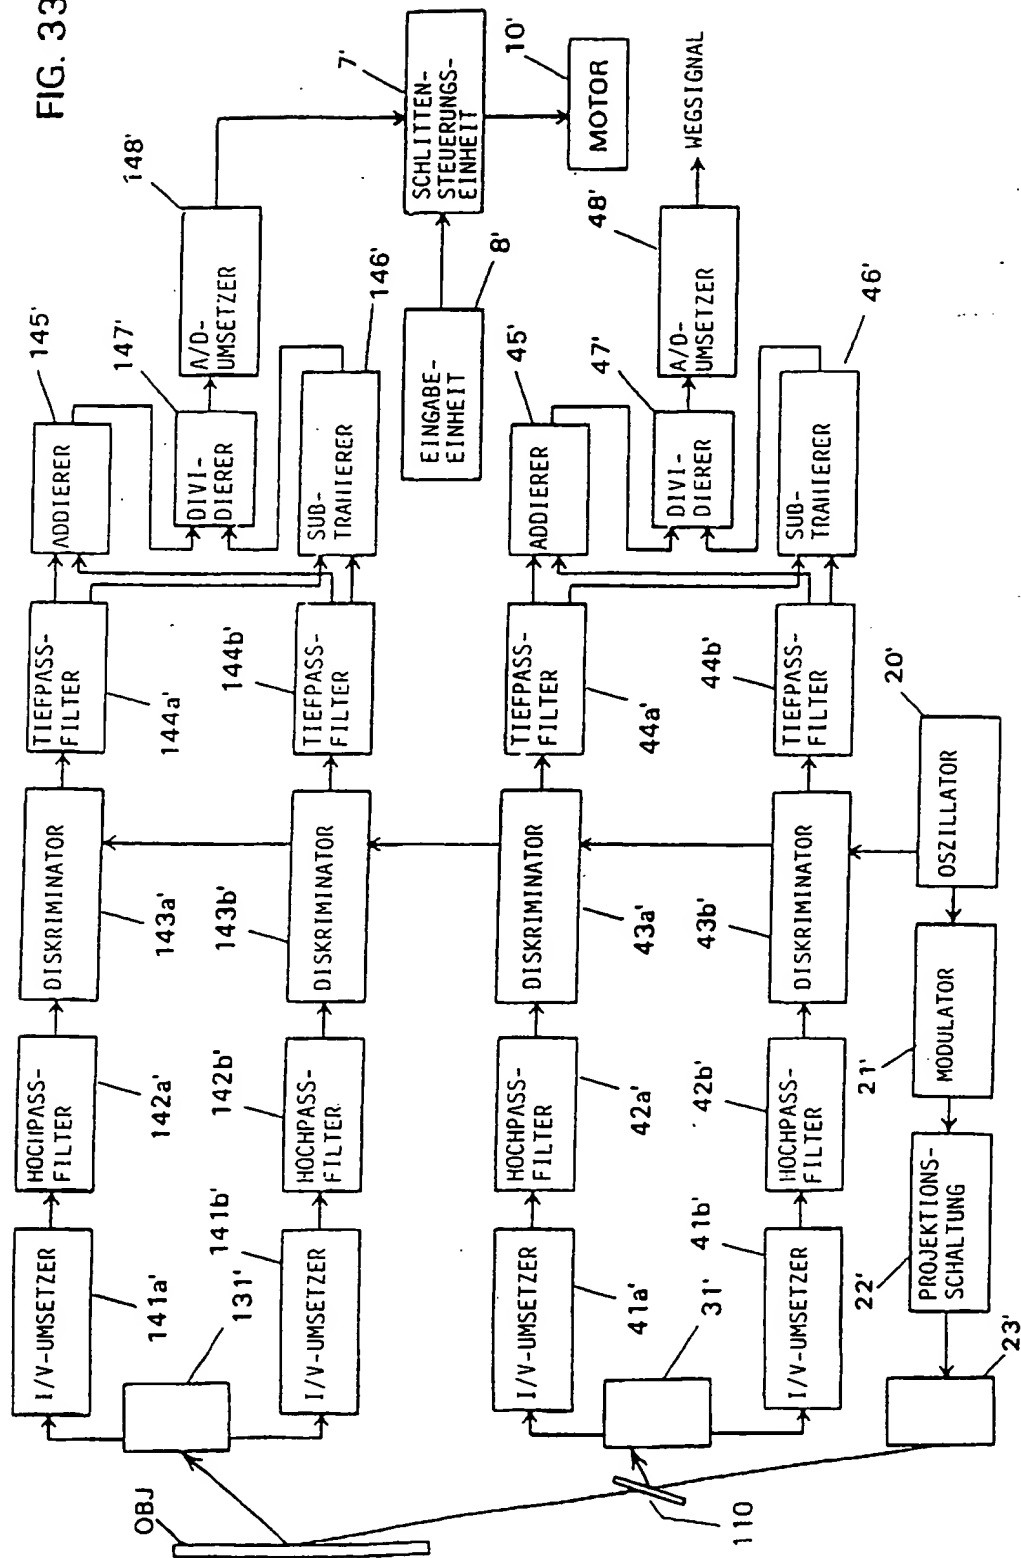 FIG. 33
OBJ
110
131'
31'
23'
I/V-UMSETZER
141a'
HOCHPASS-
FILTER
142a'
DISKRIMINATOR
143a'
TIEFPASS-
FILTER
144a'
ADDIERER
145'
I/V-UMSETZER
141b'
HOCHPASS-
FILTER
142b'
DISKRIMINATOR
143b'
TIEFPASS-
FILTER
144b'
SUB-
TRAHIERER
146'
DIVI-
DIERER
147'
A/D-
UMSETZER
148'
SCHLITTEN-
STEUERUNGS-
EINHEIT
7'
MOTOR
10'
EINGABE-
EINHEIT
8'
I/V-UMSETZER
41a'
HOCHPASS-
FILTER
42a'
DISKRIMINATOR
43a'
TIEFPASS-
FILTER
44a'
ADDIERER
45'
I/V-UMSETZER
41b'
HOCHPASS-
FILTER
42b'
DISKRIMINATOR
43b'
TIEFPASS-
FILTER
44b'
SUB-
TRAHIERER
46'
DIVI-
DIERER
47'
A/D-
UMSETZER
48'
WEGSIGNAL
PROJEKTIONS-
SCHALTUNG
22'
MODULATOR
21'
OSZILLATOR
20'